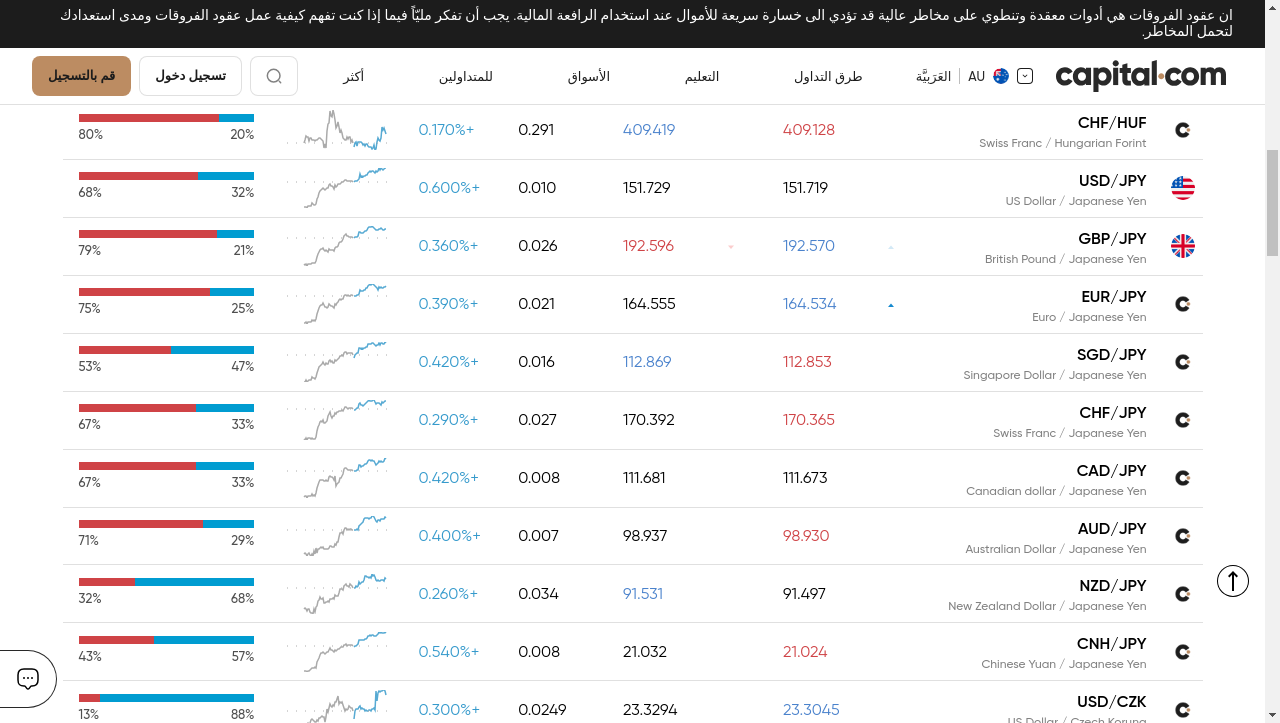 ان عقود الفروقات هي أدوات معقدة وتنطوي على مخاطر عالية قد تؤدي الى خسارة سريعة للأموال عند استخدام الرافعة المالية. يجب أن تفكر مليّاً فيما إذا كنت تفهم كيفية عمل عقود الفروقات ومدى استعدادك
لتحمل المخاطر.
capital.com
AU العَرَبيَّة
طرق التداول
التعليم
الأسواق
للمتداولين
أكثر
تسجيل دخول
قم بالتسجيل
CHF/HUF 409.128 409.419 0.291 0.170%+ 20% 80%
Swiss Franc / Hungarian Forint
USD/JPY 151.719 151.729 0.010 0.600%+ 32% 68%
US Dollar / Japanese Yen
GBP/JPY 192.570 192.596 0.026 0.360%+ 21% 79%
British Pound / Japanese Yen
EUR/JPY 164.534 164.555 0.021 0.390%+ 25% 75%
Euro / Japanese Yen
SGD/JPY 112.853 112.869 0.016 0.420%+ 47% 53%
Singapore Dollar / Japanese Yen
CHF/JPY 170.365 170.392 0.027 0.290%+ 33% 67%
Swiss Franc / Japanese Yen
CAD/JPY 111.673 111.681 0.008 0.420%+ 33% 67%
Canadian dollar / Japanese Yen
AUD/JPY 98.930 98.937 0.007 0.400%+ 29% 71%
Australian Dollar / Japanese Yen
NZD/JPY 91.497 91.531 0.034 0.260%+ 68% 32%
New Zealand Dollar / Japanese Yen
CNH/JPY 21.024 21.032 0.008 0.540%+ 57% 43%
Chinese Yuan / Japanese Yen
USD/CZK 23.3045 23.3294 0.0249 0.300%+ 88% 13%
US Dollar / Czech Koruna